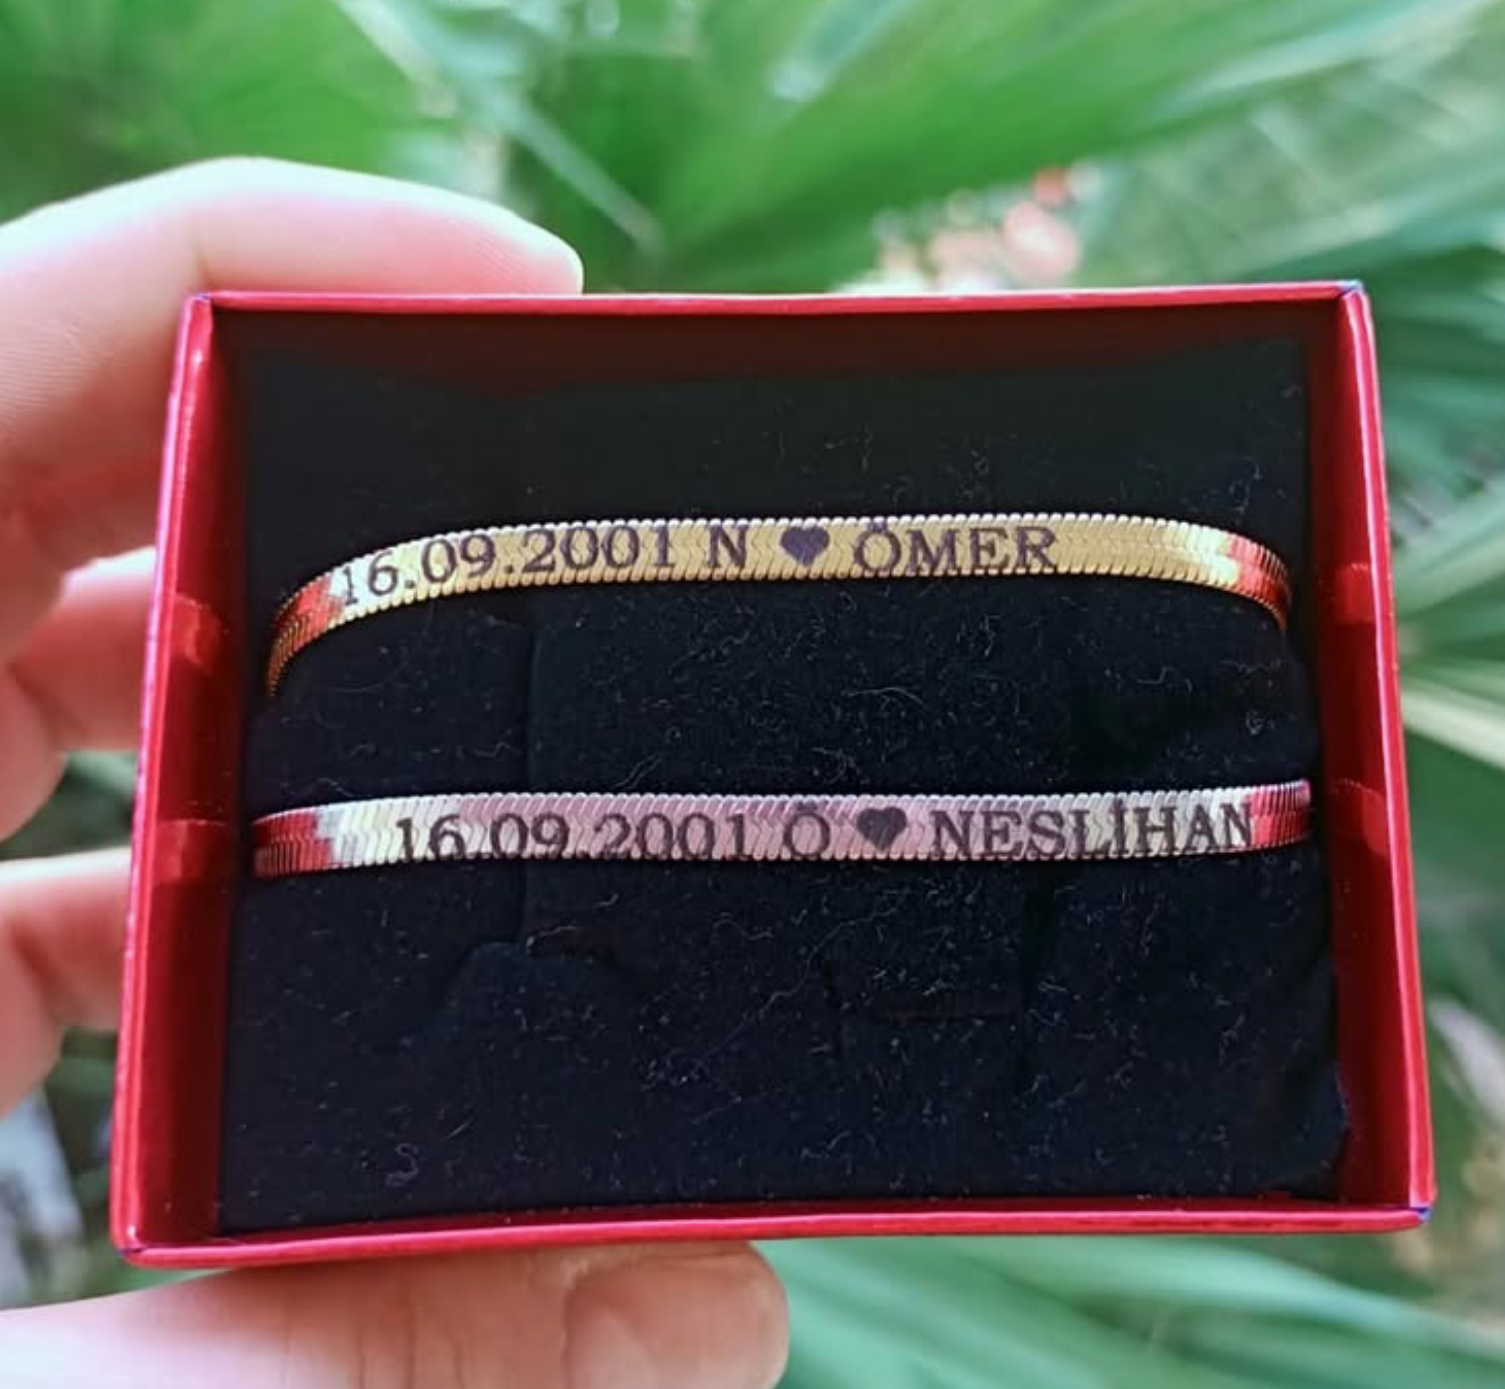 16.09.2001 N ♥ ÖMER
16.09.2001 Ö ♥ NESLİHAN